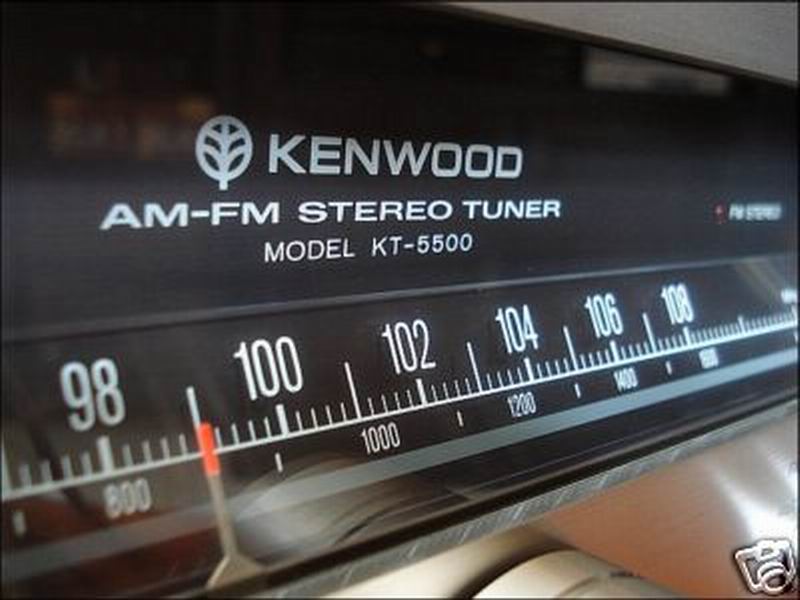 KENWOOD
AM-FM STEREO TUNER
MODEL KT-5500
FM STEREO
98 100 102 104 106 108
800 1000 1200 1400 1600